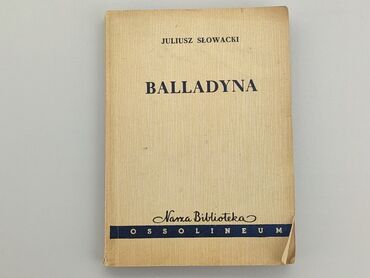 JULIUSZ SŁOWACKI
BALLADYNA
Nasza Biblioteka
OSSOLINEUM